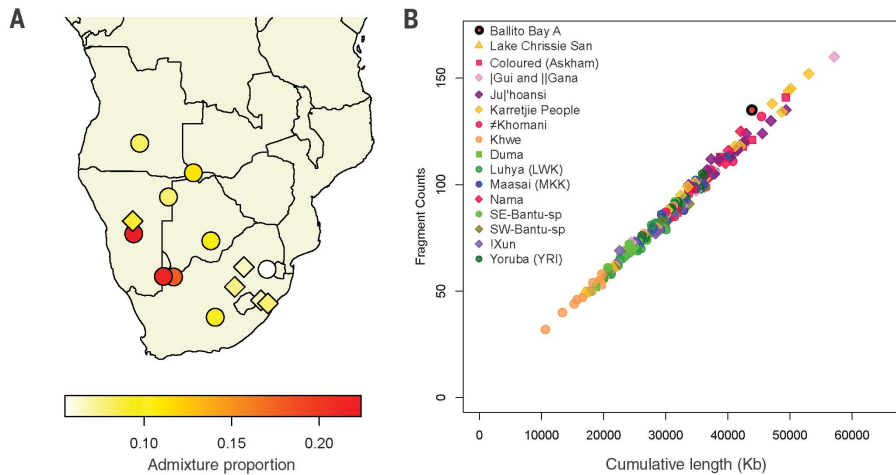 A
0.10 0.15 0.20
Admixture proportion
B
Ballito Bay A
Lake Chrissie San
Coloured (Askham)
|Gui and ||Gana
Ju|'hoansi
Karretjie People
≠Khomani
Khwe
Duma
Luhya (LWK)
Maasai (MKK)
Nama
SE-Bantu-sp
SW-Bantu-sp
!Xun
Yoruba (YRI)
Fragment Counts
150
100
50
0
0 10000 20000 30000 40000 50000 60000
Cumulative length (Kb)